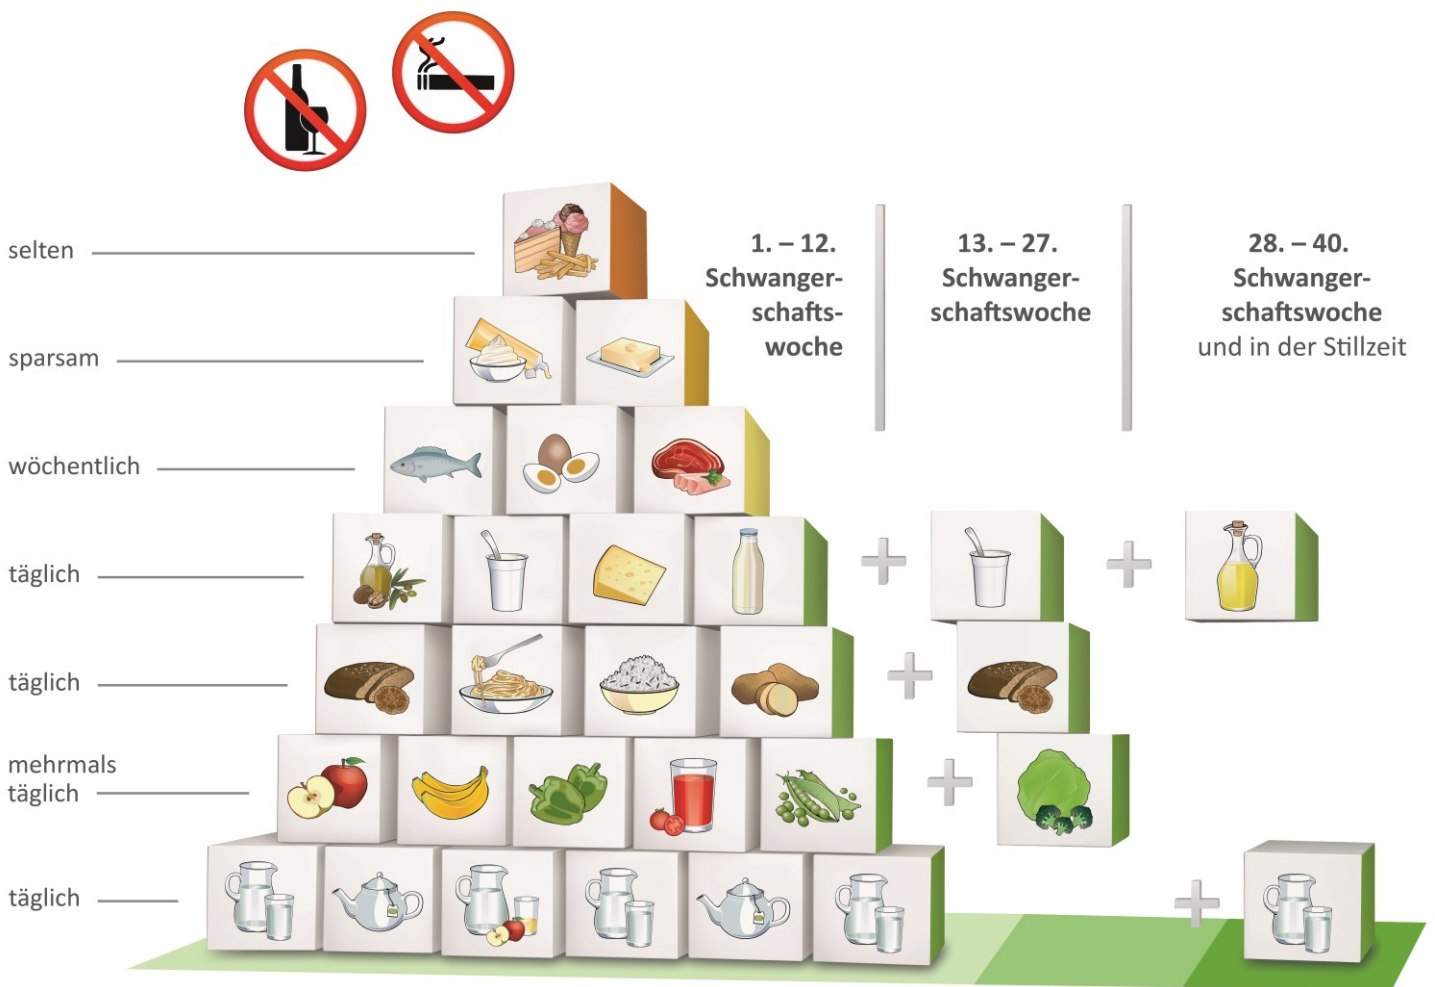 selten
sparsam
wöchentlich
täglich
täglich
mehrmals
täglich
täglich
1. – 12.
Schwanger-
schafts-
woche
13. – 27.
Schwanger-
schaftswoche
28. – 40.
Schwanger-
schaftswoche
und in der Stillzeit
+
+
+
+
+